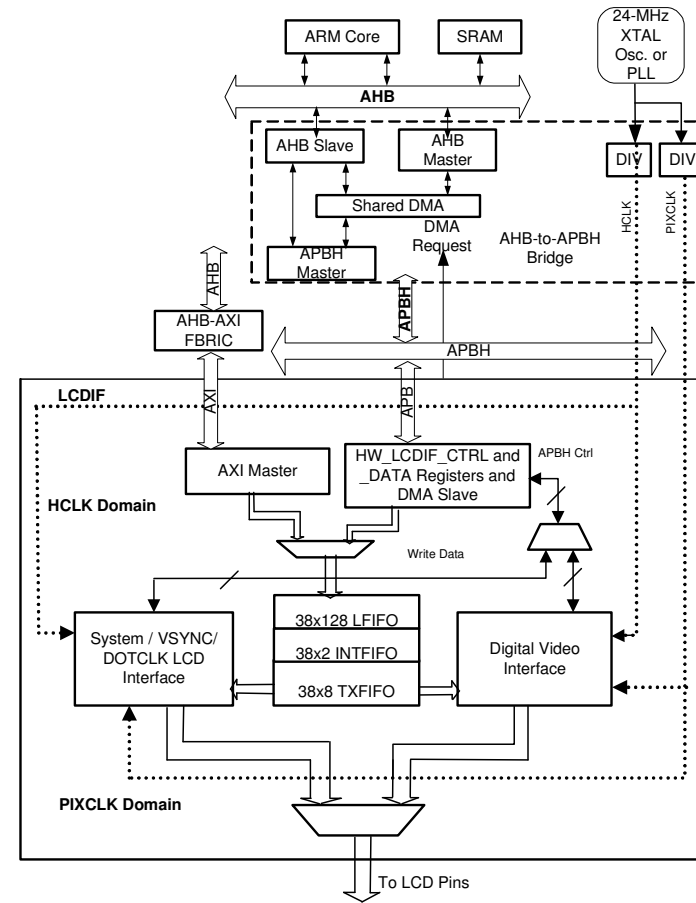 24-MHz
XTAL
Osc. or
PLL
ARM Core
SRAM
AHB
AHB Slave
AHB
Master
DIV
DIV
Shared DMA
DMA
Request
HCLK
PIXCLK
APBH
Master
AHB-to-APBH
Bridge
AHB
APBH
AHB-AXI
FBRIC
APBH
LCDIF
AXI
APB
AXI Master
HW_LCDIF_CTRL and
_DATA Registers and
DMA Slave
APBH Ctrl
HCLK Domain
Write Data
38x128 LFIFO
System / VSYNC/
DOTCLK LCD
Interface
38x2 INTFIFO
Digital Video
Interface
38x8 TXFIFO
PIXCLK Domain
To LCD Pins